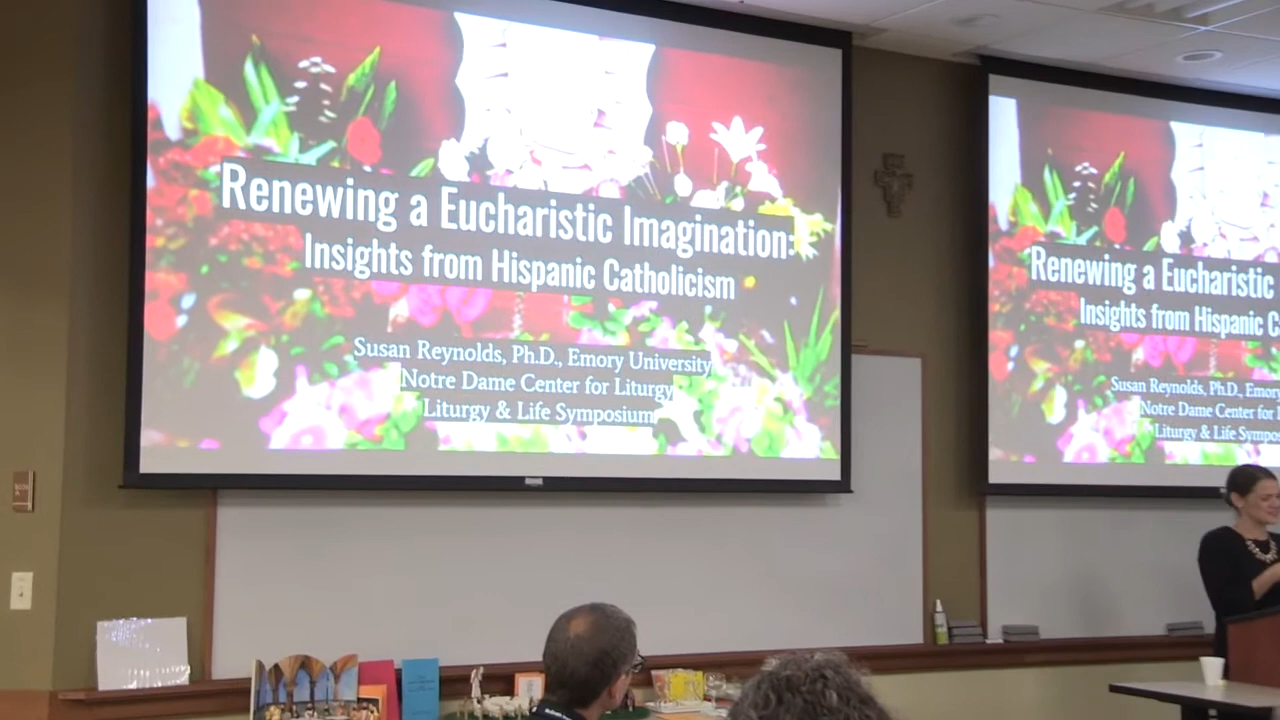 Renewing a Eucharistic Imagination:
Insights from Hispanic Catholicism
Susan Reynolds, Ph.D., Emory University
Notre Dame Center for Liturgy
Liturgy & Life Symposium
Renewing a Eucharistic
Insights from Hispanic C
Susan Reynolds, Ph.D., Emory
Notre Dame Center for
Liturgy & Life Sympo